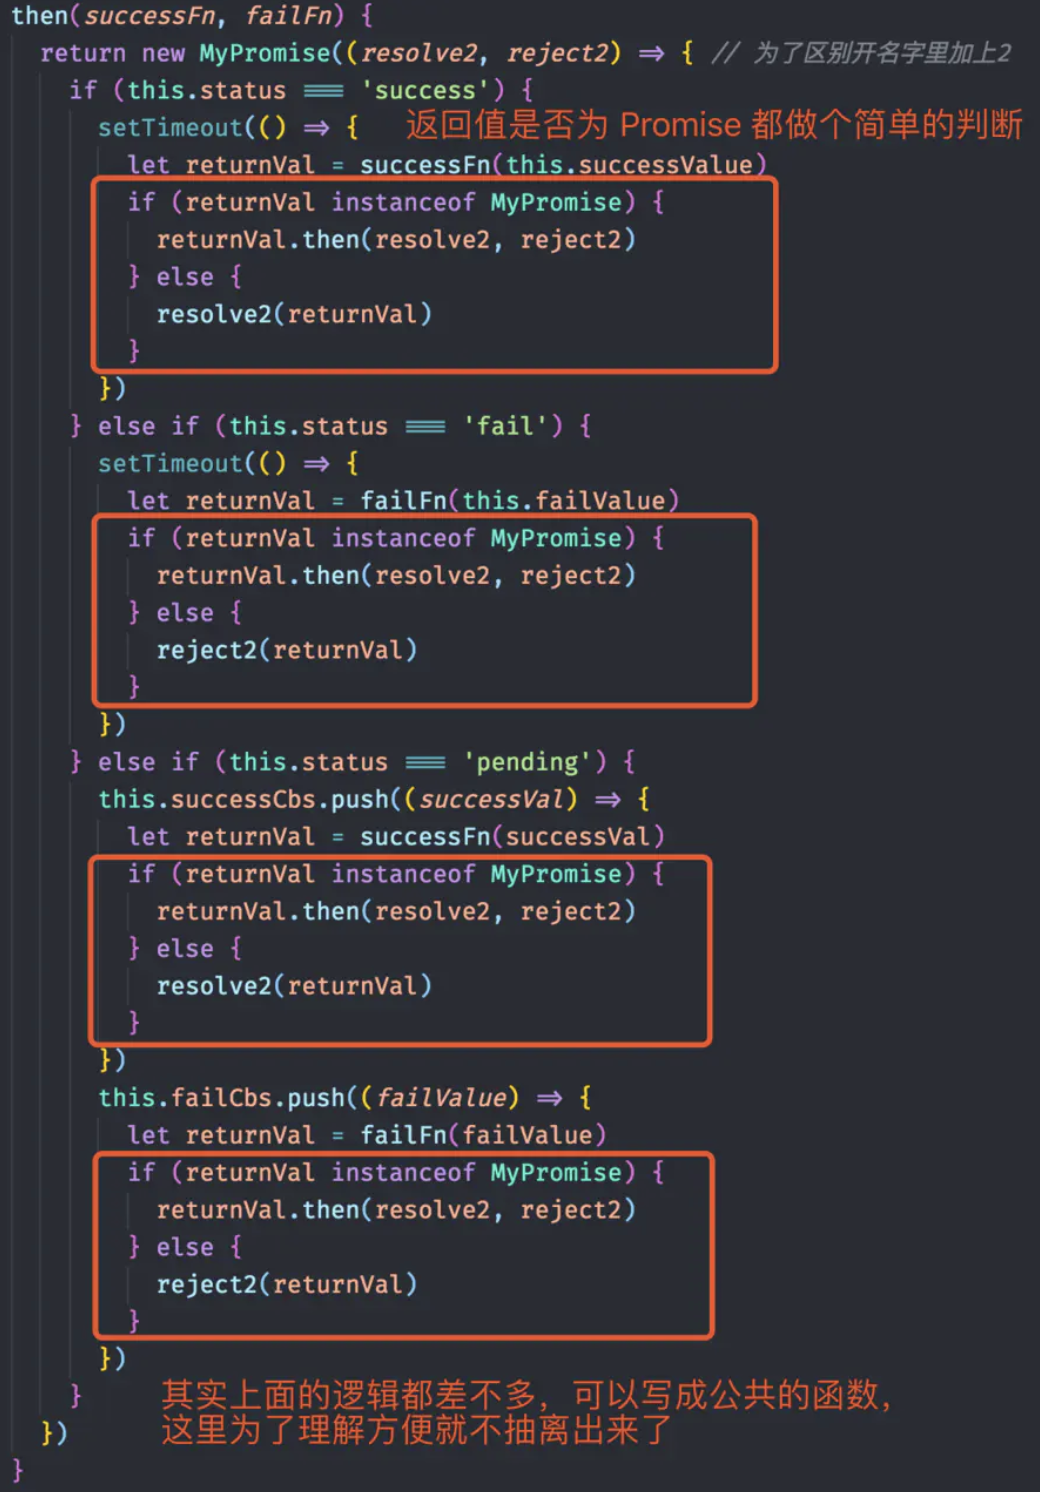 then(successFn, failFn) {
return new MyPromise((resolve2, reject2) => { // 为了区别开名字里加上2
if (this.status === 'success') {
setTimeout(() => { 返回值是否为 Promise 都做个简单的判断
let returnVal = successFn(this.successValue)
if (returnVal instanceof MyPromise) {
returnVal.then(resolve2, reject2)
} else {
resolve2(returnVal)
}
})
} else if (this.status === 'fail') {
setTimeout(() => {
let returnVal = failFn(this.failValue)
if (returnVal instanceof MyPromise) {
returnVal.then(resolve2, reject2)
} else {
reject2(returnVal)
}
})
} else if (this.status === 'pending') {
this.successCbs.push((successVal) => {
let returnVal = successFn(successVal)
if (returnVal instanceof MyPromise) {
returnVal.then(resolve2, reject2)
} else {
resolve2(returnVal)
}
})
this.failCbs.push((failValue) => {
let returnVal = failFn(failValue)
if (returnVal instanceof MyPromise) {
returnVal.then(resolve2, reject2)
} else {
reject2(returnVal)
}
})
} 其实上面的逻辑都差不多，可以写成公共的函数，
}) 这里为了理解方便就不抽离出来了
}